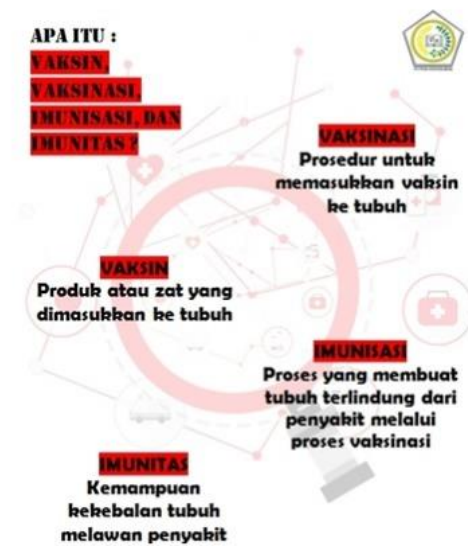 APA ITU :
VAKSIN,
VAKSINASI,
IMUNISASI, DAN
IMUNITAS ?
VAKSINASI
Prosedur untuk
memasukkan vaksin
ke tubuh
VAKSIN
Produk atau zat yang
dimasukkan ke tubuh
IMUNISASI
Proses yang membuat
tubuh terlindung dari
penyakit melalui
proses vaksinasi
IMUNITAS
Kemampuan
kekebalan tubuh
melawan penyakit